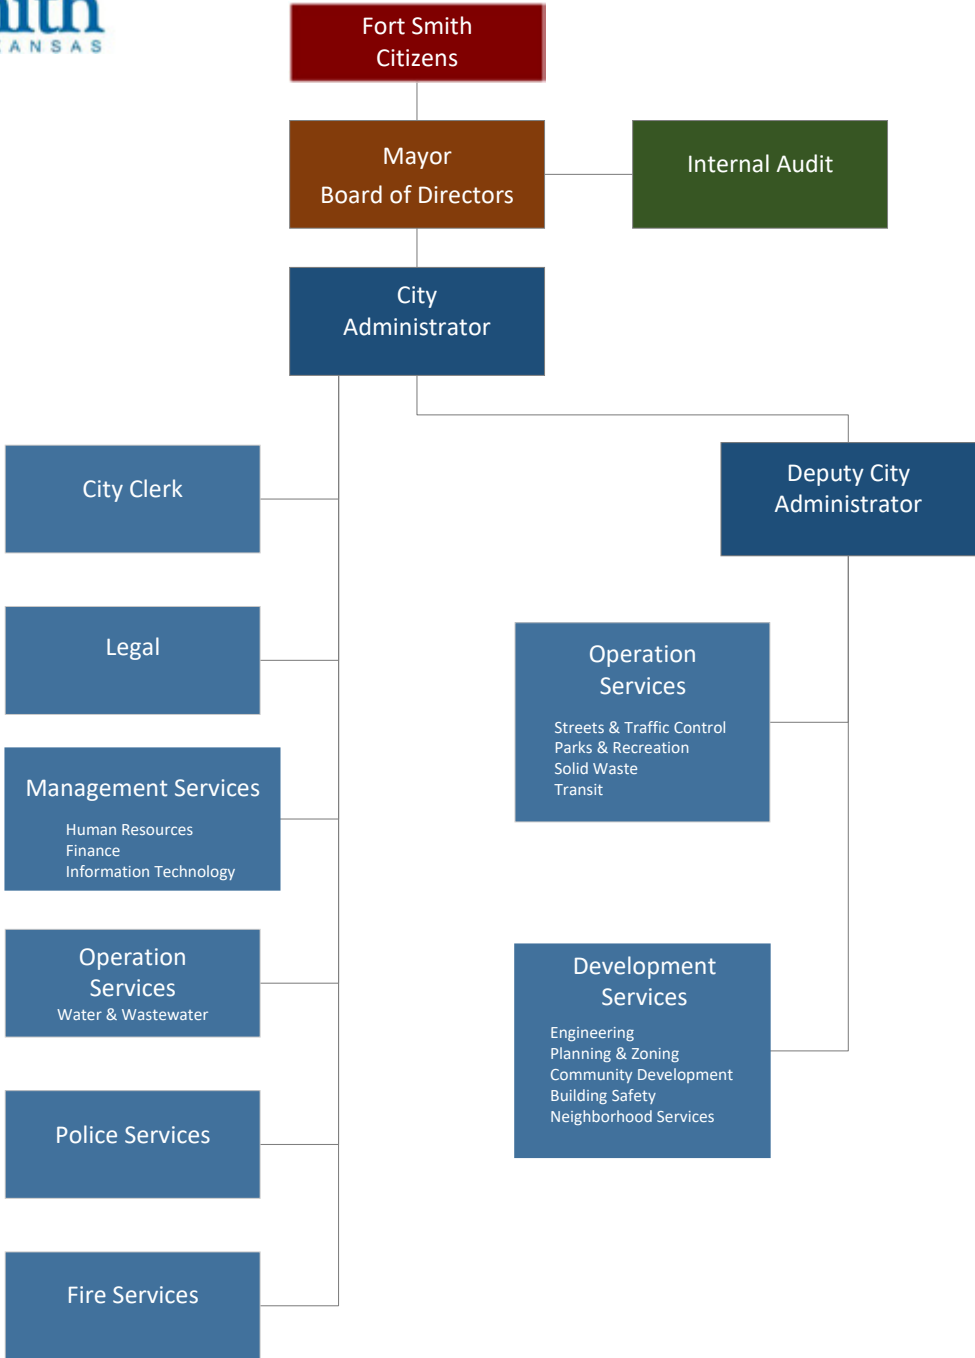 Fort Smith
Citizens
Mayor
Board of Directors
Internal Audit
City
Administrator
City Clerk
Deputy City
Administrator
Legal
Operation
Services
Streets & Traffic Control
Parks & Recreation
Solid Waste
Transit
Management Services
Human Resources
Finance
Information Technology
Operation
Services
Water & Wastewater
Development
Services
Engineering
Planning & Zoning
Community Development
Building Safety
Neighborhood Services
Police Services
Fire Services